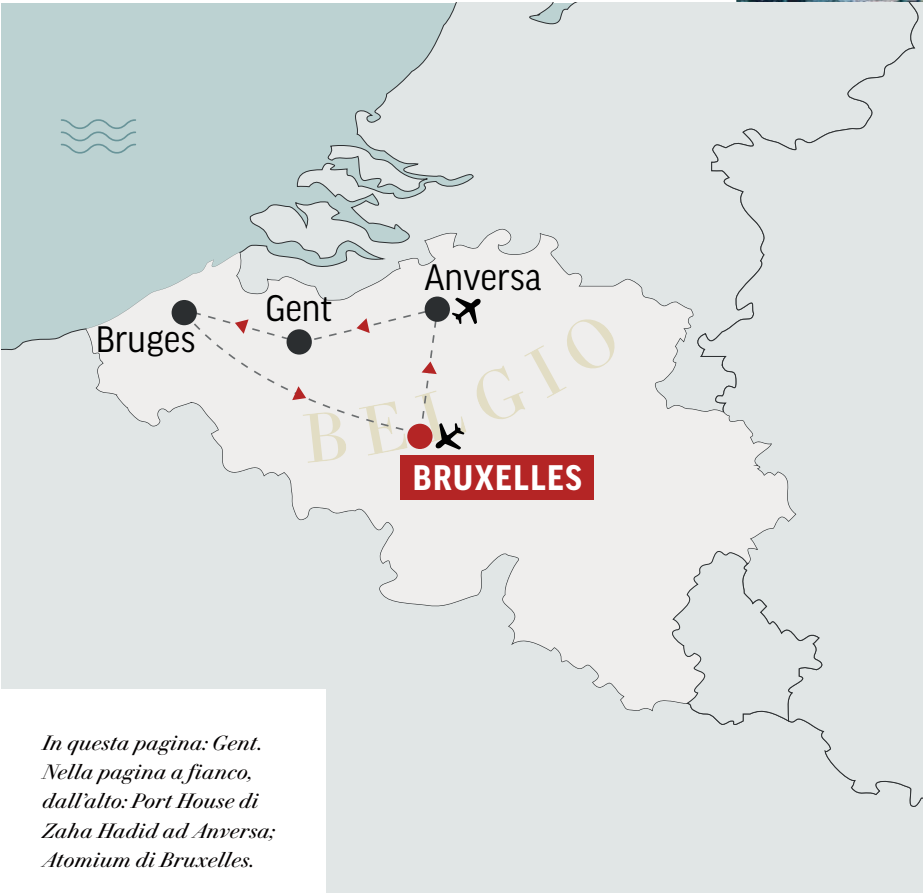 Anversa
Gent
Bruges
BELGIO
BRUXELLES
In questa pagina: Gent.
Nella pagina a fianco,
dall’alto: Port House di
Zaha Hadid ad Anversa;
Atomium di Bruxelles.